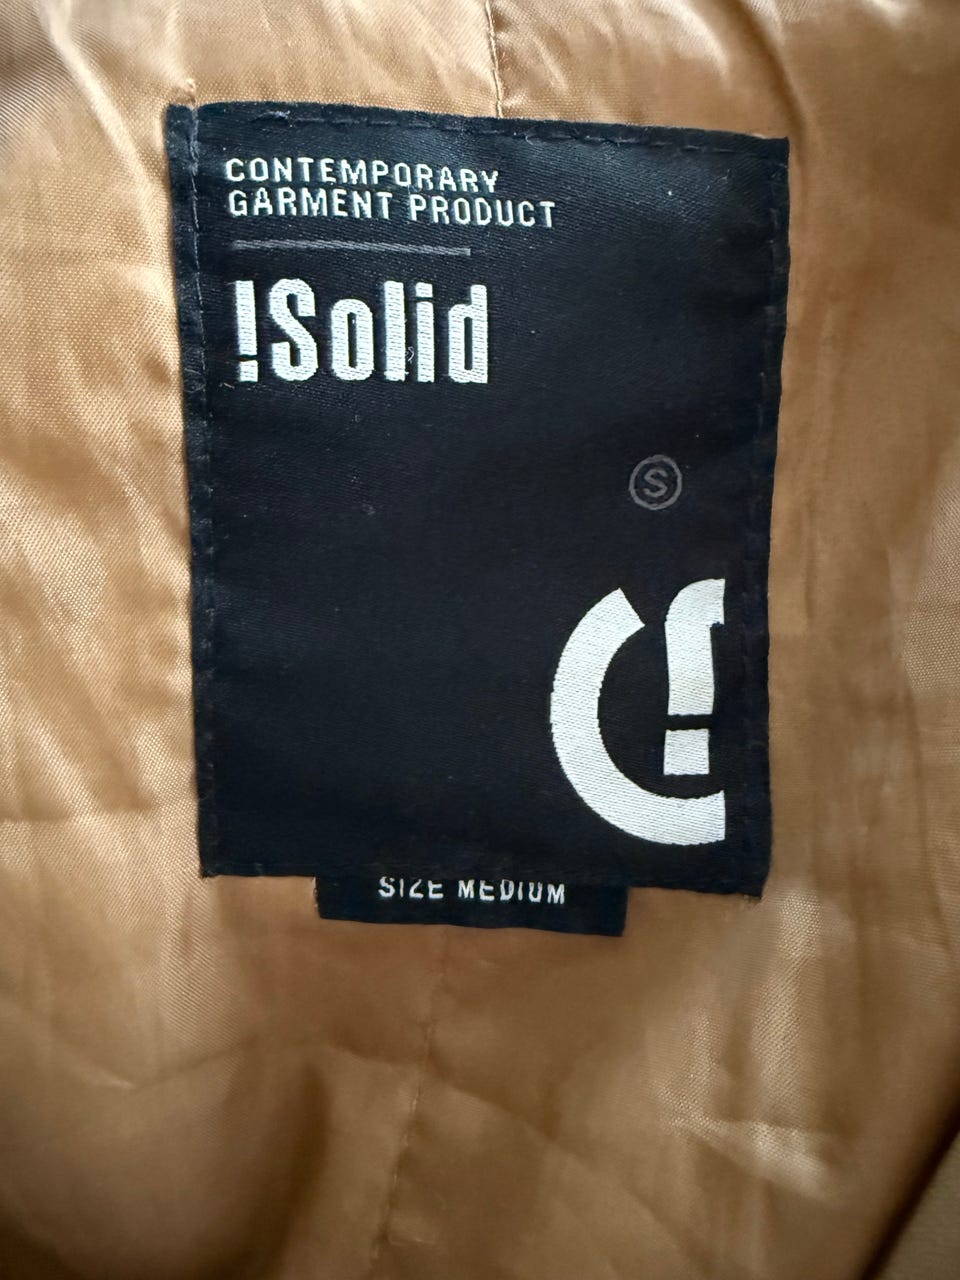 CONTEMPORARY
GARMENT PRODUCT
!Solid
S
SIZE MEDIUM